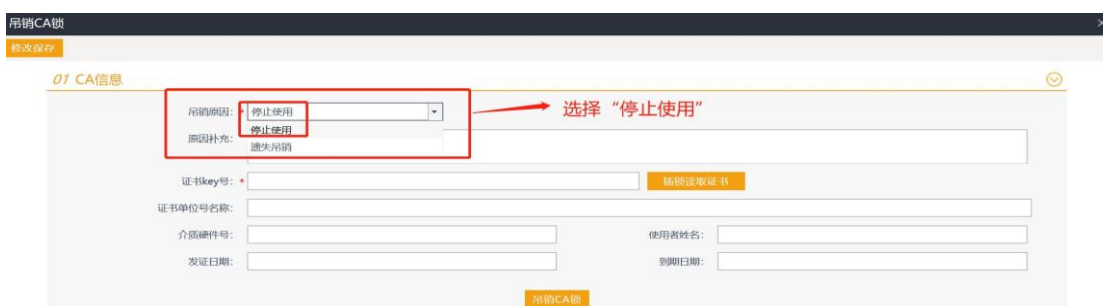 吊销CA锁
修改保存
01 CA信息
吊销原因: * 停止使用
选择“停止使用”
停止使用
原因补充:
遗失吊销
证书key号: *
插锁读取证书
证书单位号名称:
介质硬件号:
使用者姓名:
发证日期:
到期日期:
吊销CA锁